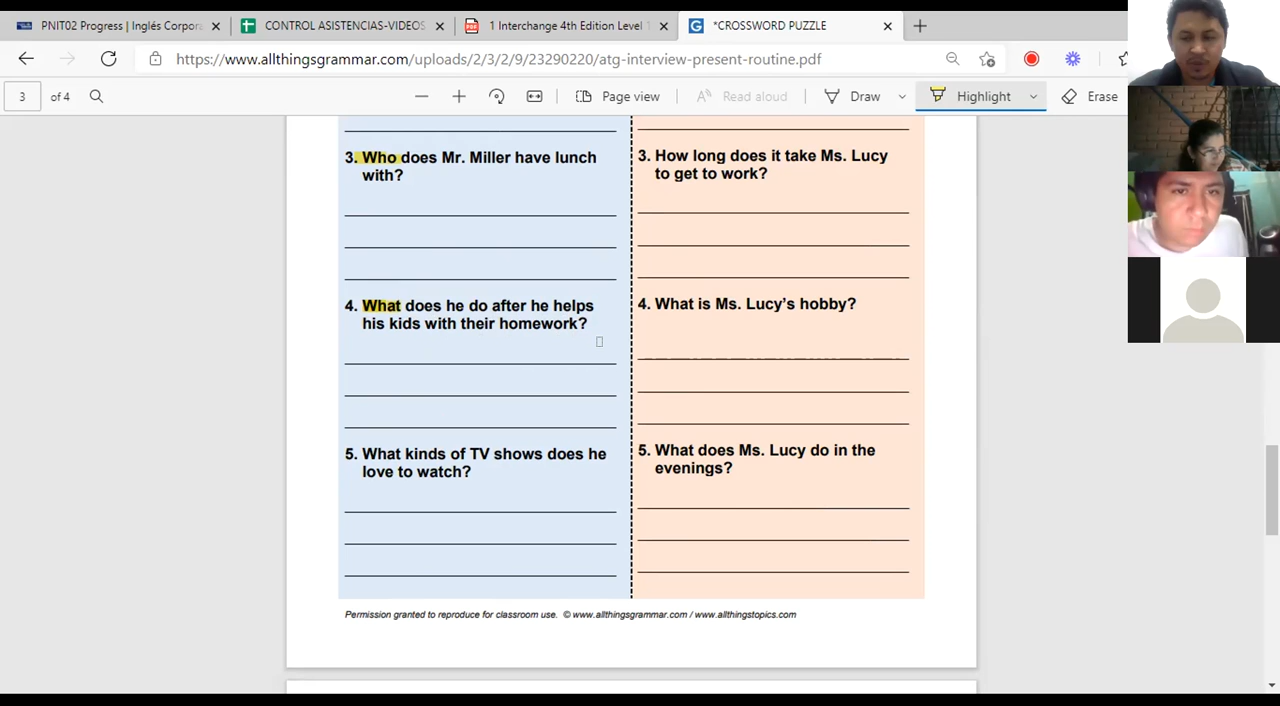 PNIT02 Progress | Inglés Corpora
CONTROL ASISTENCIAS-VIDEOS
1 Interchange 4th Edition Level 1
*CROSSWORD PUZZLE
https://www.allthingsgrammar.com/uploads/2/3/2/9/23290220/atg-interview-present-routine.pdf
3 of 4
Page view
Read aloud
Draw
Highlight
Erase
3. Who does Mr. Miller have lunch
with?
4. What does he do after he helps
his kids with their homework?
5. What kinds of TV shows does he
love to watch?
3. How long does it take Ms. Lucy
to get to work?
4. What is Ms. Lucy's hobby?
5. What does Ms. Lucy do in the
evenings?
Permission granted to reproduce for classroom use. © www.allthingsgrammar.com / www.allthingstopics.com